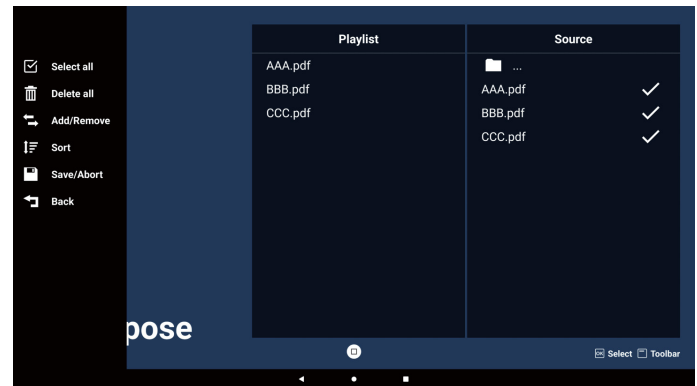 Select all
Delete all
Add/Remove
Sort
Save/Abort
Back
pose
Playlist
AAA.pdf
BBB.pdf
CCC.pdf
Source
...
AAA.pdf
BBB.pdf
CCC.pdf
OK Select Toolbar